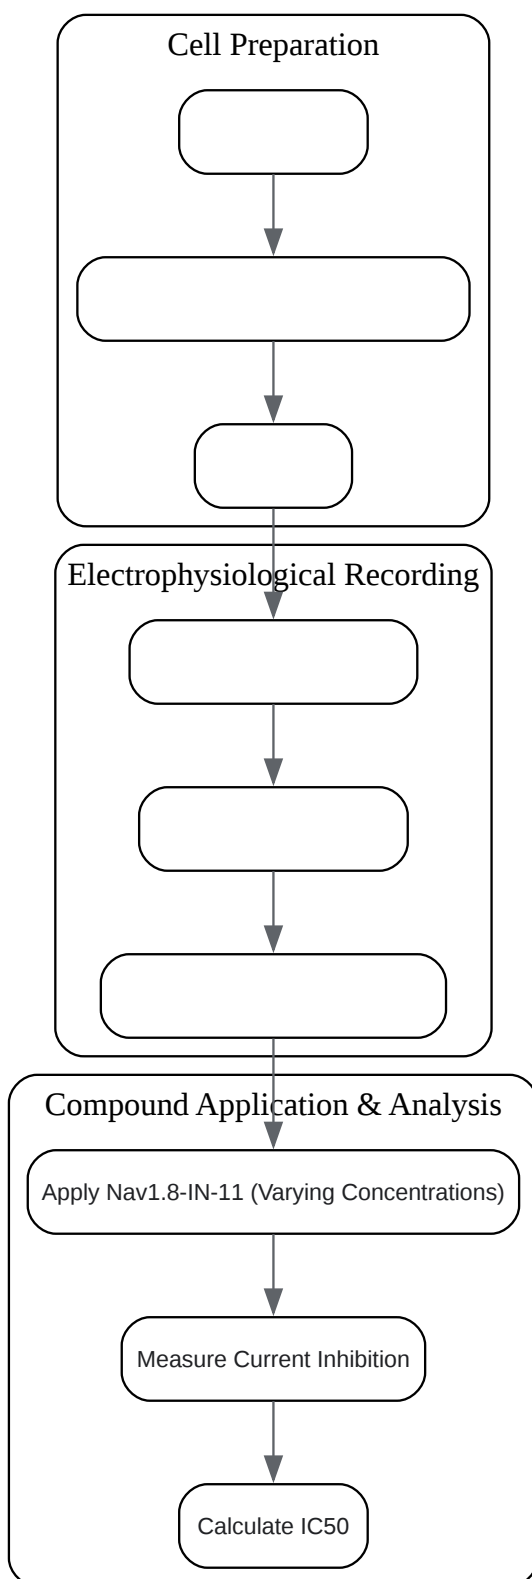 Cell Preparation
Electrophysiological Recording
Compound Application & Analysis
Apply Nav1.8-IN-11 (Varying Concentrations)
Measure Current Inhibition
Calculate IC50